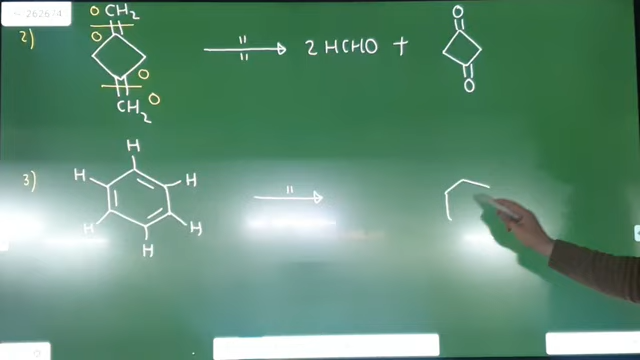 O CH₂
2) O
" " 2 HCHO + O
O
CH₂ O
O
H
3) H H "
H H
H